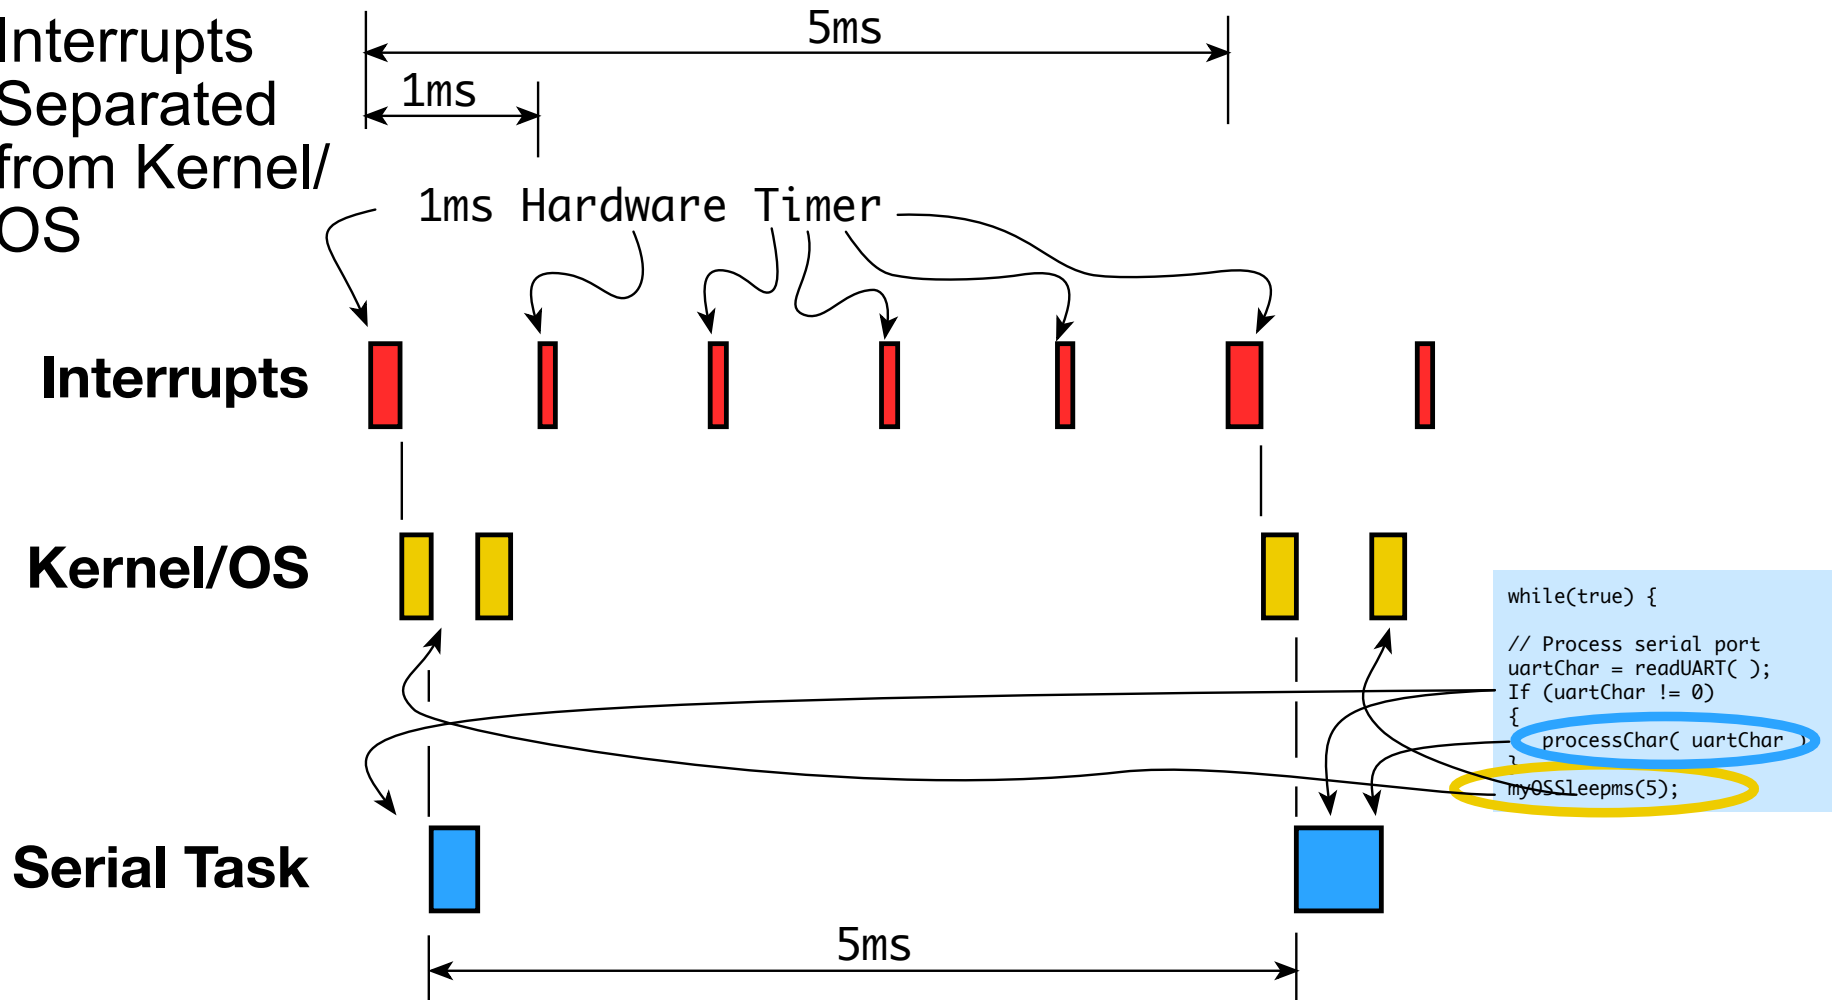 Interrupts
Separated
from Kernel/
OS
5ms
1ms
1ms Hardware Timer
Interrupts
Kernel/OS
Serial Task
5ms
while(true) {
// Process serial port
uartChar = readUART( );
If (uartChar != 0)
{
processChar( uartChar )
}
myOSSleepms(5);